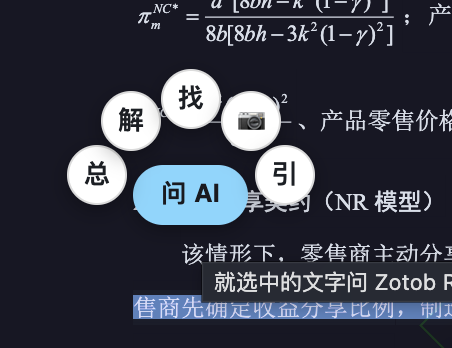 π_m^{NC*} = a²[8bh−k²(1−γ)²] / 8b[8bh−3k²(1−γ)²] ；产
找
解
、产品零售价格
总
问 AI
引
享契约（NR 模型）
该情形下，零售商主动分享
就选中的文字问 Zotob R
售商先确定收益分享比例，制造